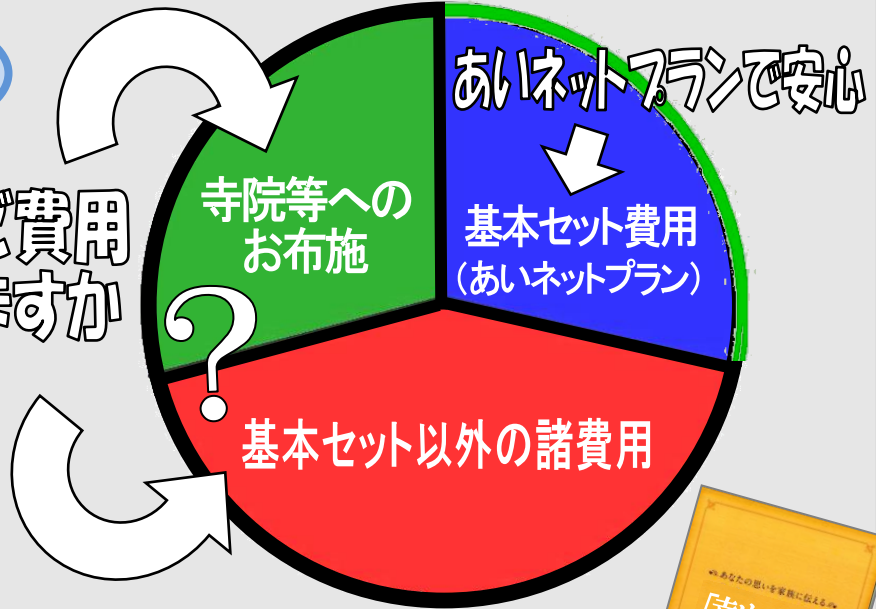 あいネットプランで安心
寺院等への
お布施
基本セット費用
(あいネットプラン)
ご費用
ますか
?
基本セット以外の諸費用
あなたの思いを家族に伝える